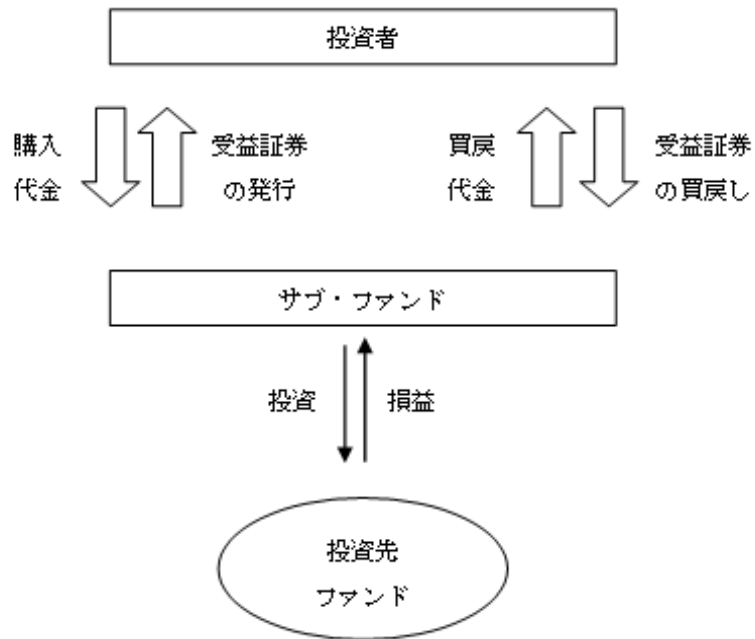 投資者
購入
代金
受益証券
の発行
買戻
代金
受益証券
の買戻し
サブ・ファンド
投資
損益
投資先
ファンド